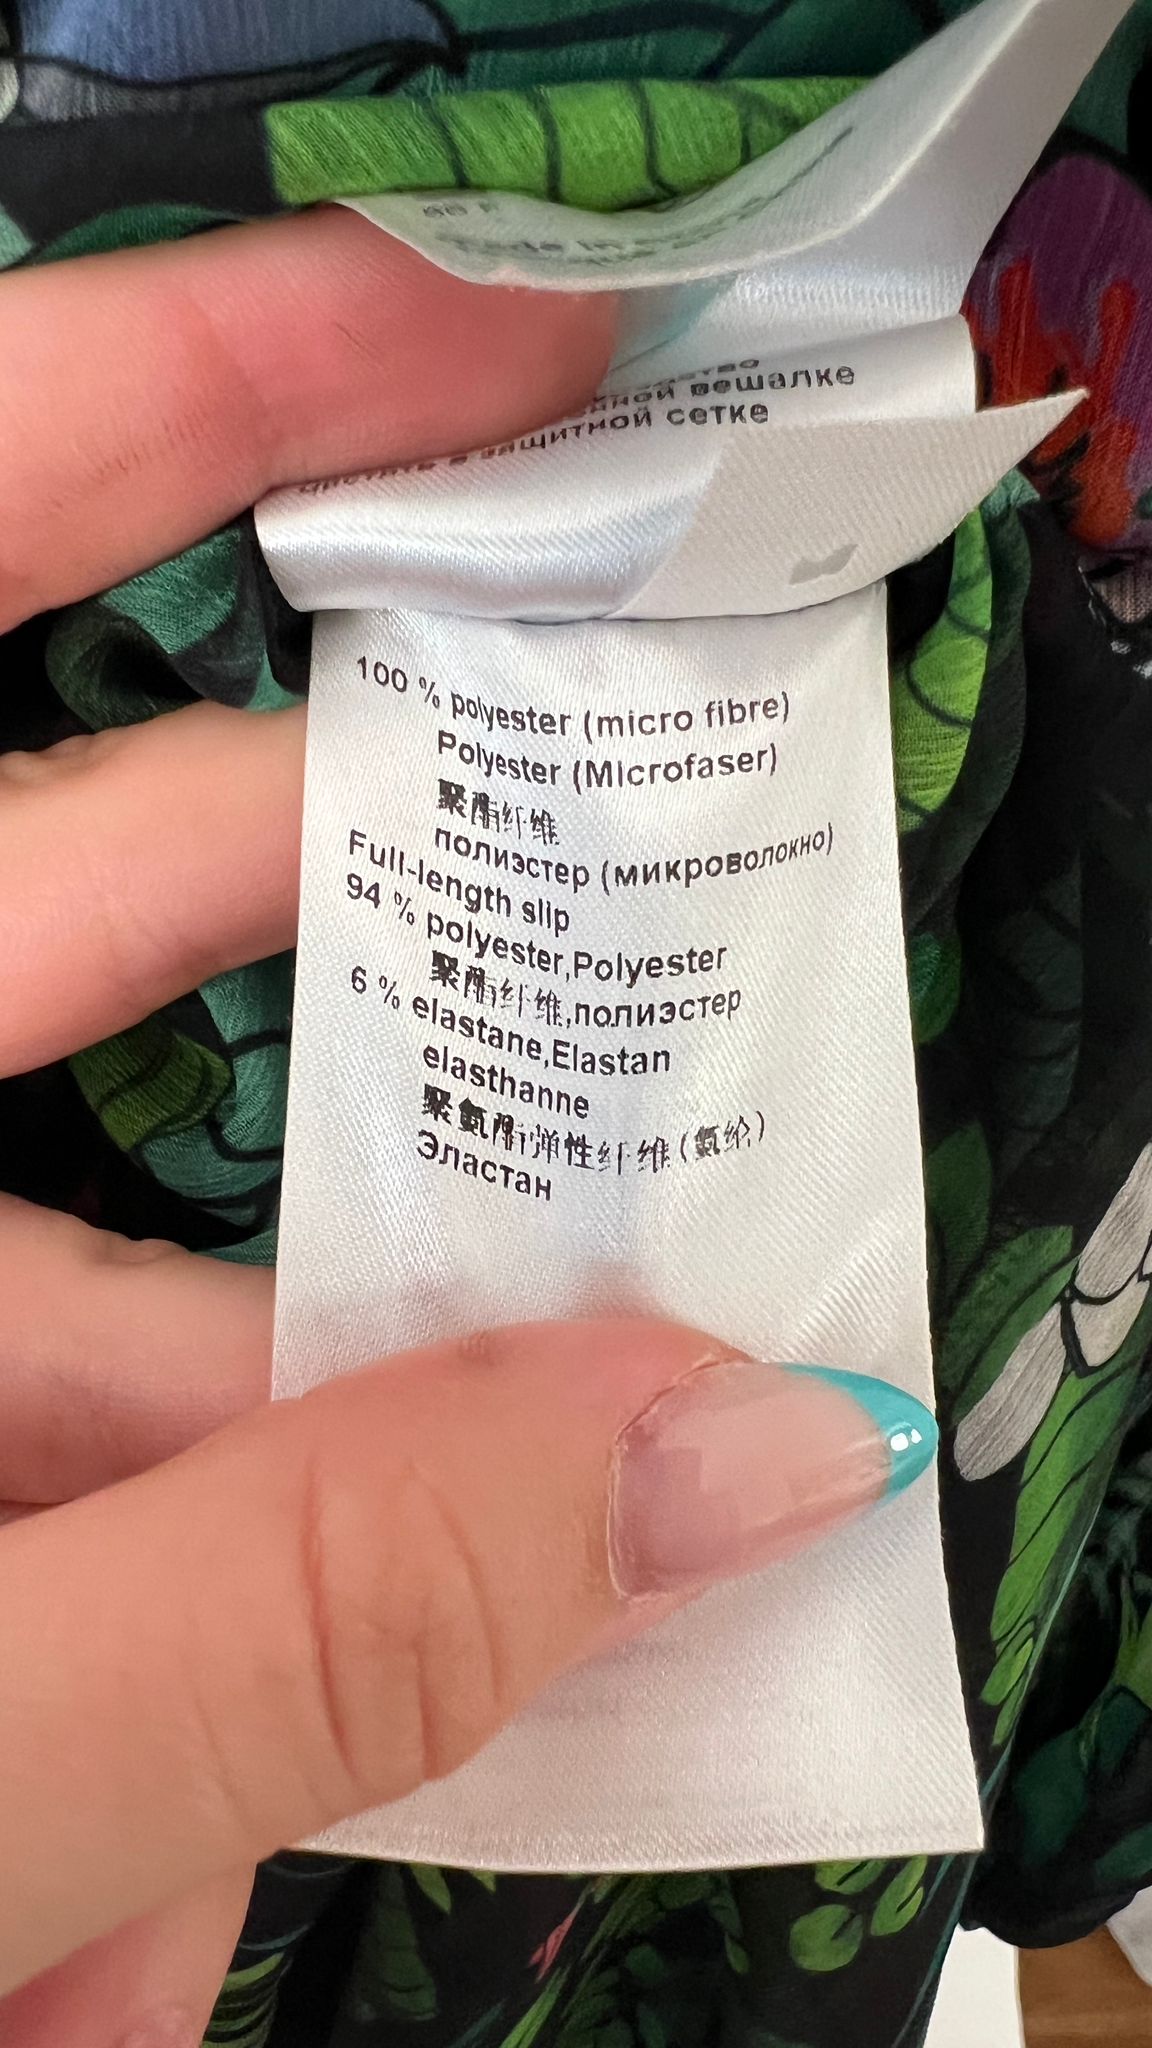 вешалке
защитной сетке
100 % polyester (micro fibre)
Polyester (Microfaser)
聚酯纤维
полиэстер (микроволокно)
Full-length slip
94 % polyester,Polyester
聚酯纤维,полиэстер
6 % elastane,Elastan
elasthanne
聚氨酯弹性纤维(氨纶)
Эластан